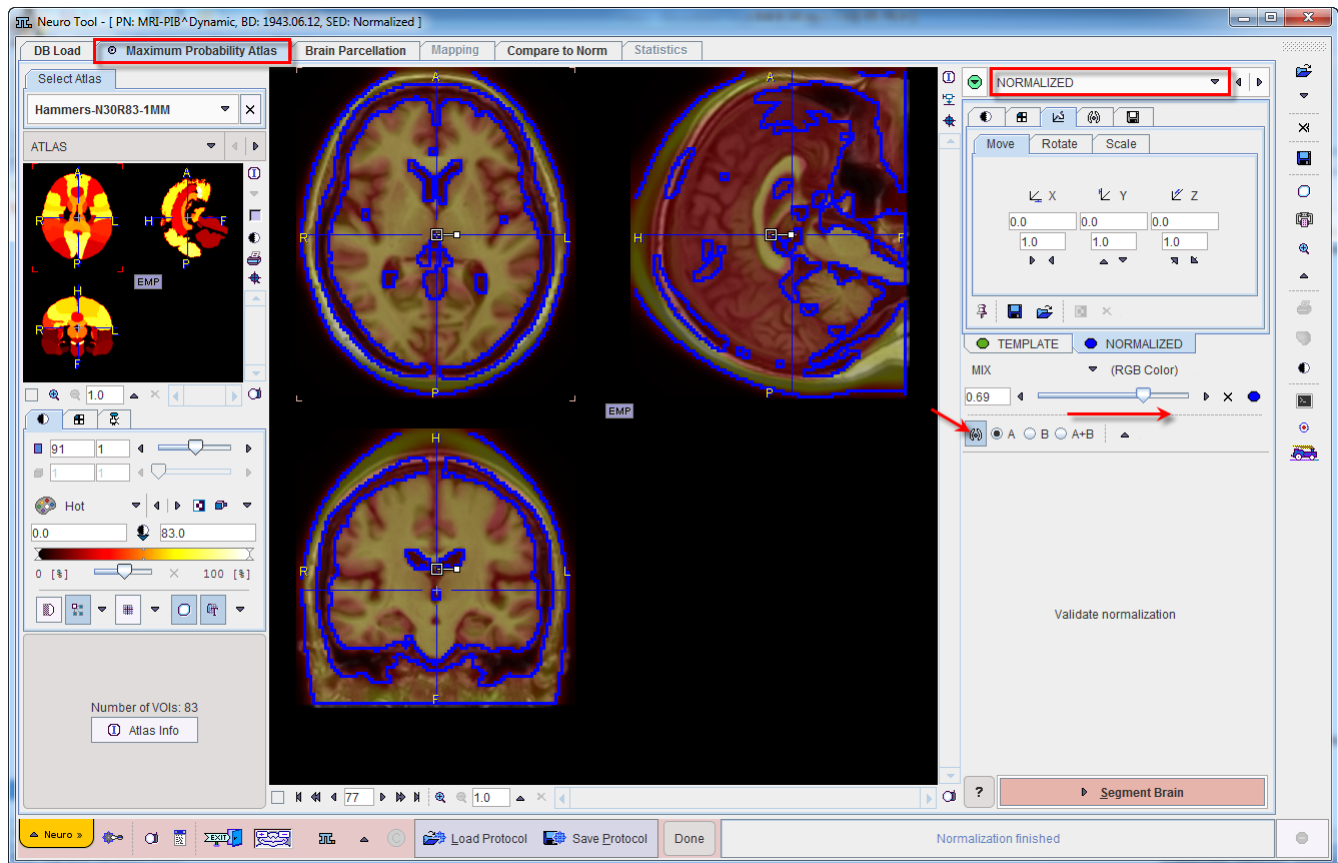 Neuro Tool - [ PN: MRI-PIB^Dynamic, BD: 1943.06.12, SED: Normalized ]
DB Load Maximum Probability Atlas Brain Parcellation Mapping Compare to Norm Statistics
Select Atlas
Hammers-N30R83-1MM
ATLAS
A A
R L H F
P P
EMP
H
R L
F
1.0
91 1
1 1
Hot
0.0 83.0
0 [%] 100 [%]
Number of VOIs: 83
Atlas Info
A A
R L H F
P P
EMP
H
R L
F
77 1.0
NORMALIZED
Move Rotate Scale
X Y Z
0.0 0.0 0.0
1.0 1.0 1.0
TEMPLATE NORMALIZED
MIX (RGB Color)
0.69
A B A+B
Validate normalization
? Segment Brain
Neuro » EXIT Load Protocol Save Protocol Done Normalization finished